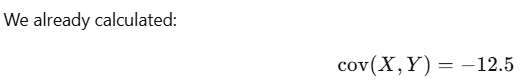 We already calculated:
cov(X, Y) = −12.5